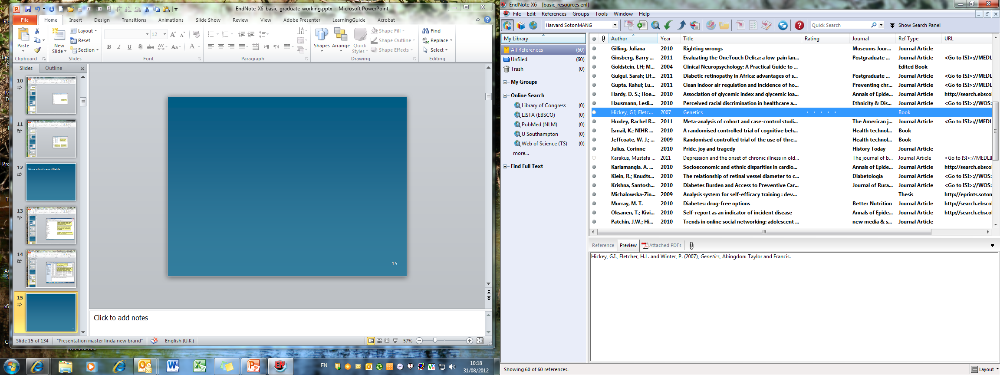 EndNote_X6_basic_graduate_working.pptx - Microsoft PowerPoint
File Home Insert Design Transitions Animations Slide Show Review View Adobe Presenter LearningGuide Acrobat
Paste
Clipboard
New Slide
Layout
Reset
Section
Slides
12
Font
Paragraph
Shapes
Arrange
Quick Styles
Shape Fill
Shape Outline
Shape Effects
Drawing
Find
Replace
Select
Editing
Slides Outline
10
11
12
More about record fields
13
14
15
15
Click to add notes
Slide 15 of 134 "Presentation master linda new brand" English (U.K.) 57%
EN
10:18
31/08/2012
EndNote X6 - [basic_resources.enl]
File Edit References Groups Tools Window Help
Harvard SotonMANG
Quick Search
Show Search Panel
My Library
All References (60)
Unfiled (60)
Trash (0)
My Groups
Online Search
Library of Congress (0)
LISTA (EBSCO) (0)
PubMed (NLM) (0)
U Southampton (0)
Web of Science (TS) (0)
more...
Find Full Text
Author Year Title Rating Journal Ref Type URL
Gilling, Juliana 2010 Righting wrongs Museums Jour... Journal Article
Ginsberg, Barry ... 2011 Evaluating the OneTouch Delica: a low-pain lan... Postgraduate ... Journal Article <Go to ISI>://MEDL
Goldstein, LH; M... 2004 Clinical Neuropsychology: A Practical Guide to ... Edited Book
Guigui, Sarah; Lif... 2011 Diabetic retinopathy in Africa: advantages of s... Postgraduate ... Journal Article <Go to ISI>://MEDL
Gupta, Rahul; Lu... 2011 Clean indoor air regulation and incidence of ho... Preventing chr... Journal Article <Go to ISI>://MEDL
Hardy, D. S.; Hoe... 2010 Association of glycemic index and glycemic loa... Annals of Epide... Journal Article http://search.ebsco
Hausmann, Lesli... 2010 Perceived racial discrimination in healthcare a... Ethnicity & Dis... Journal Article <Go to ISI>://WOS:
Hickey, G I; Fletc... 2007 Genetics Book
Huxley, Rachel R... 2011 Meta-analysis of cohort and case-control studi... The American j... Journal Article <Go to ISI>://MEDL
Ismail, K.; NIHR ... 2010 A randomised controlled trial of cognitive beh... Health technol... Book
Jeffcoate, W. J.; ... 2009 Randomised controlled trial of the use of thre... Health technol... Book
Julius, Corinne 2010 Pride, joy and tragedy History Today Journal Article
Karakus, Mustafa ... 2011 Depression and the onset of chronic illness in old... The journal of b... Journal Article <Go to ISI>://MEDLI
Karlamangla, A. ... 2010 Socioeconomic and ethnic disparities in cardio... Annals of Epide... Journal Article http://search.ebsco
Klein, R.; Knudts... 2010 The relationship of retinal vessel diameter to c... Diabetologia Journal Article <Go to ISI>://WOS:
Krishna, Santosh... 2010 Diabetes Burden and Access to Preventive Car... Journal of Rura... Journal Article <Go to ISI>://WOS:
Michalowska-Zin... 2009 Analysis system for self-efficacy training : dev... Thesis http://eprints.soton
Murray, M. T. 2010 Diabetes: drug-free options Better Nutrition Journal Article http://search.ebsco
Oksanen, T.; Kivi... 2010 Self-report as an indicator of incident disease Annals of Epide... Journal Article http://search.ebsco
Patchin, J.W.; Hi... 2010 Trends in online social networking: adolescent ... new media & s... Journal Article
Reference Preview Attached PDFs
Hickey, G.I., Fletcher, H.L. and Winter, P. (2007), Genetics, Abingdon: Taylor and Francis.
Showing 60 of 60 references.
Layout